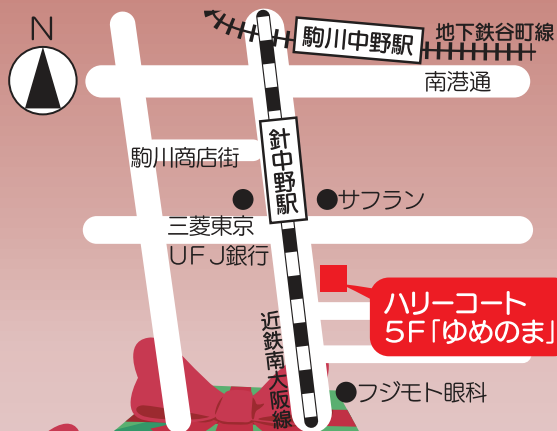 N
駒川中野駅
地下鉄谷町線
南港通
駒川商店街
針中野駅
サフラン
三菱東京
UFJ銀行
ハリーコート
5F「ゆめのま」
近鉄南大阪線
フジモト眼科